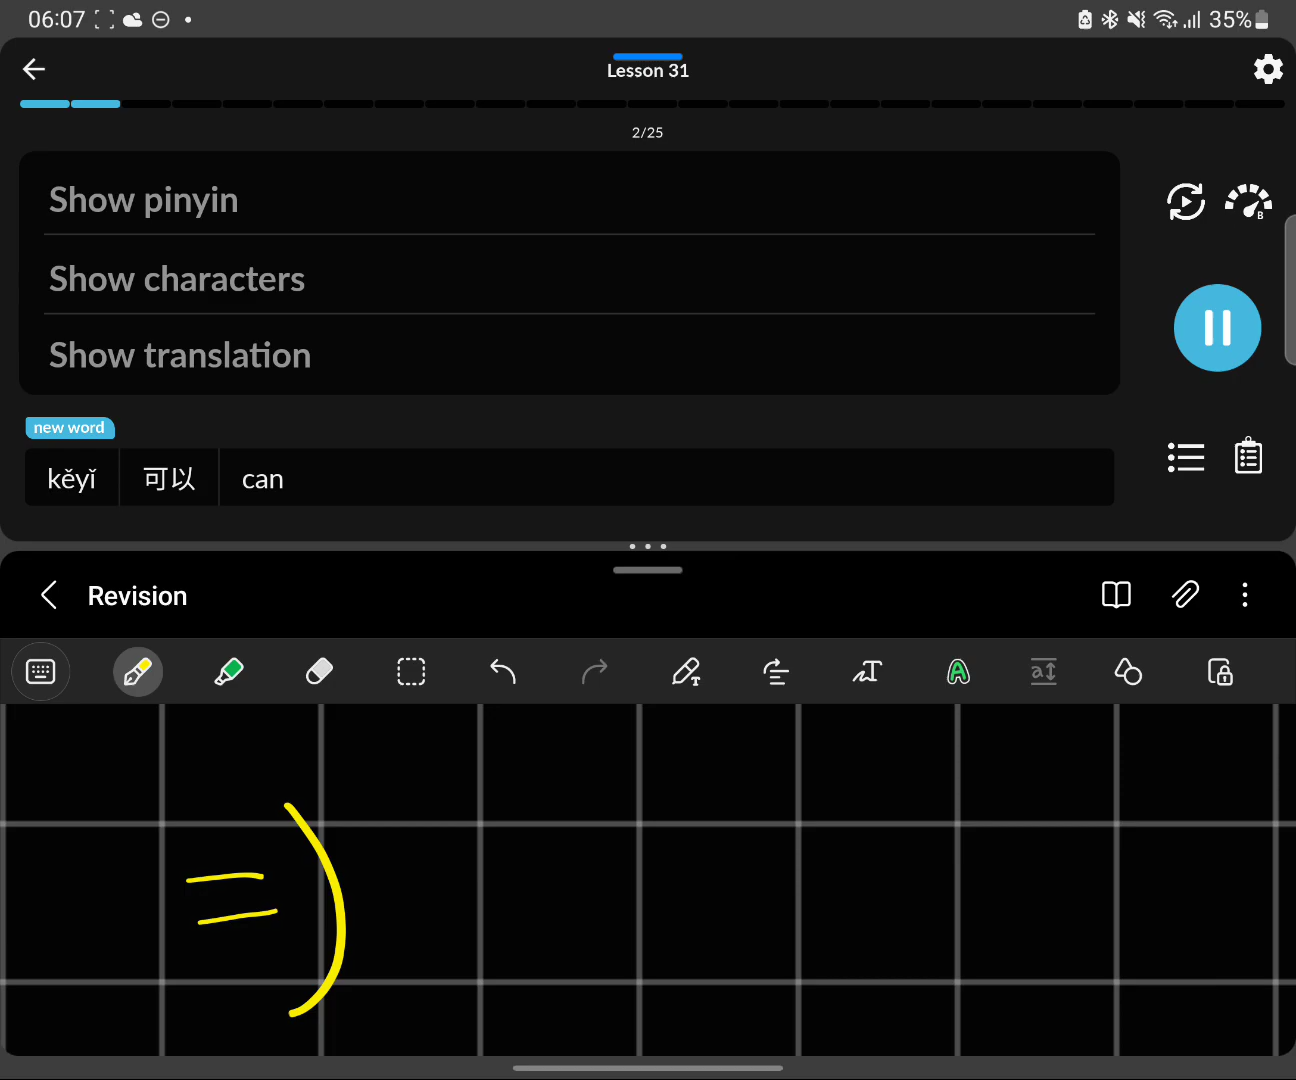 06:07
35%
Lesson 31
2/25
Show pinyin
Show characters
Show translation
B
new word
kěyǐ 可以 can
Revision
=)